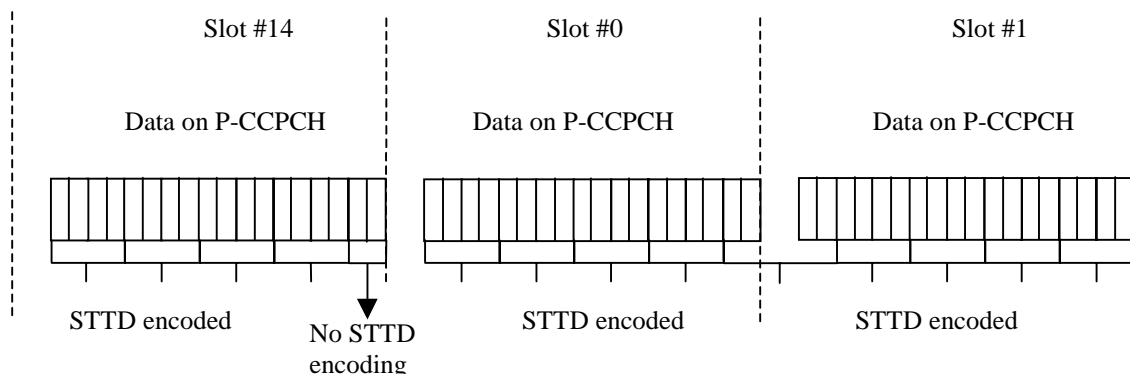 Slot #14 Slot #0 Slot #1
Data on P-CCPCH Data on P-CCPCH Data on P-CCPCH
STTD encoded STTD encoded STTD encoded
No STTD
encoding